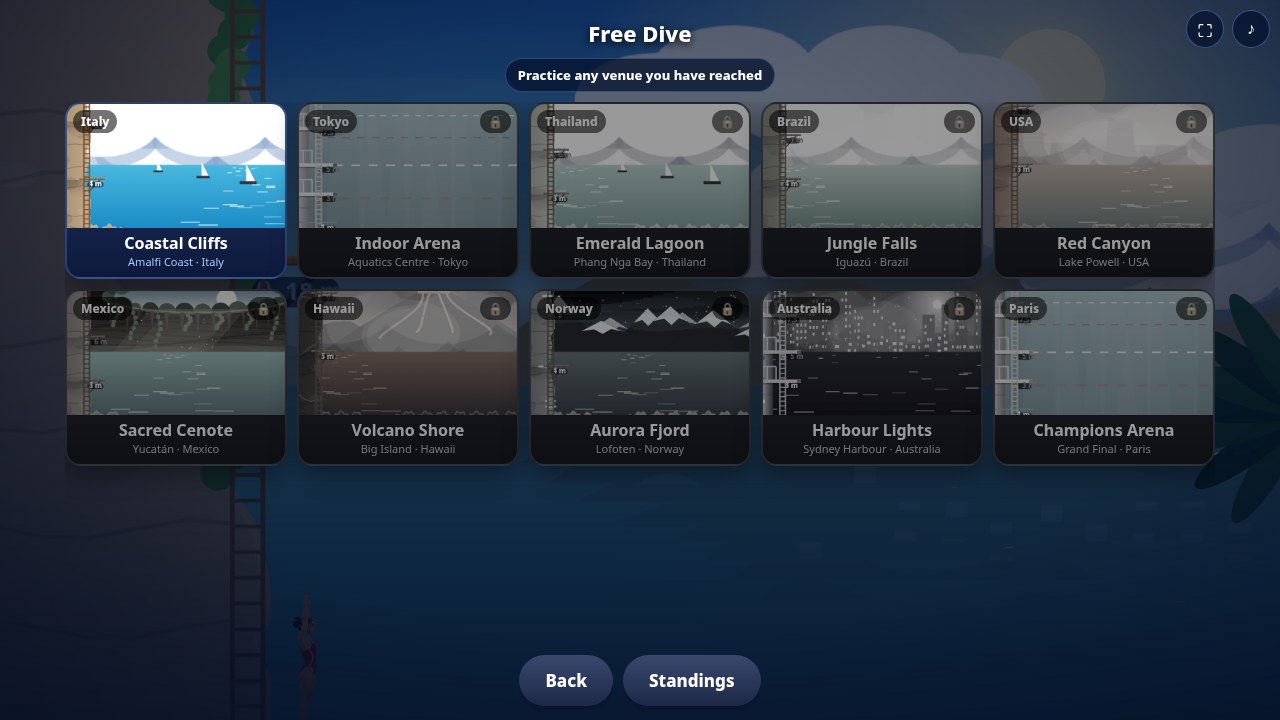 Free Dive
♪
Practice any venue you have reached
Italy
Tokyo
Thailand
Brazil
USA
Coastal Cliffs
Amalfi Coast · Italy
Indoor Arena
Aquatics Centre · Tokyo
Emerald Lagoon
Phang Nga Bay · Thailand
Jungle Falls
Iguazú · Brazil
Red Canyon
Lake Powell · USA
Mexico
Hawaii
Norway
Australia
Paris
Sacred Cenote
Yucatán · Mexico
Volcano Shore
Big Island · Hawaii
Aurora Fjord
Lofoten · Norway
Harbour Lights
Sydney Harbour · Australia
Champions Arena
Grand Final · Paris
Back
Standings